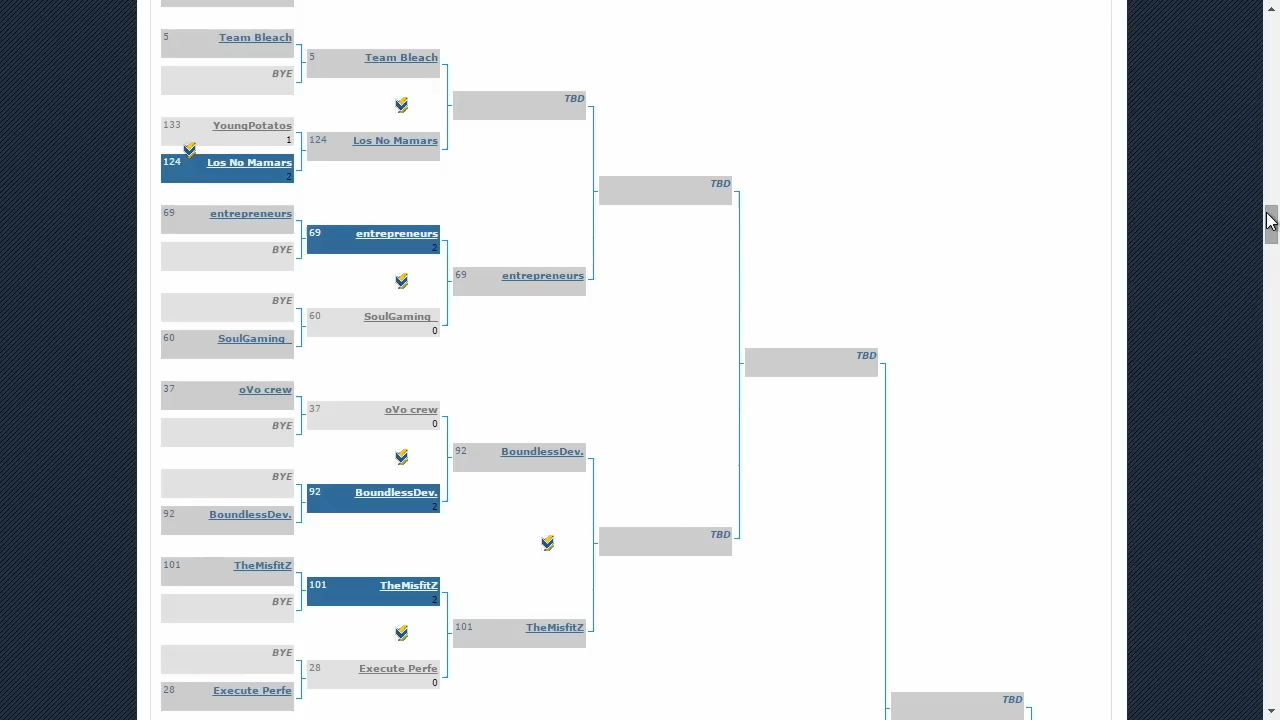 5 Team Bleach
BYE
133 YoungPotatos
1
124 Los No Mamars
2
69 entrepreneurs
BYE
BYE
60 SoulGaming_
37 oVo crew
BYE
BYE
92 BoundlessDev.
101 TheMisfitZ
BYE
BYE
28 Execute Perfe
5 Team Bleach
124 Los No Mamars
69 entrepreneurs
2
60 SoulGaming_
0
37 oVo crew
0
92 BoundlessDev.
2
101 TheMisfitZ
2
28 Execute Perfe
0
TBD
69 entrepreneurs
92 BoundlessDev.
101 TheMisfitZ
TBD
TBD
TBD
TBD